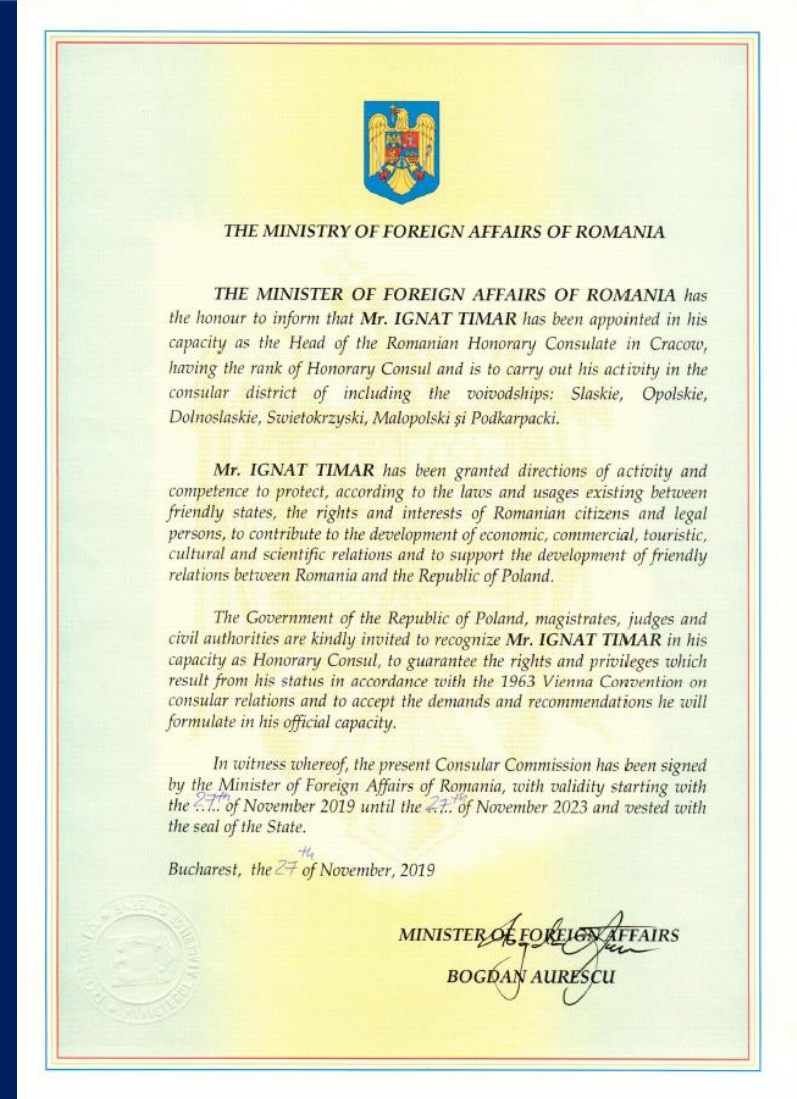 THE MINISTRY OF FOREIGN AFFAIRS OF ROMANIA
THE MINISTER OF FOREIGN AFFAIRS OF ROMANIA has
the honour to inform that Mr. IGNAT TIMAR has been appointed in his
capacity as the Head of the Romanian Honorary Consulate in Cracow,
having the rank of Honorary Consul and is to carry out his activity in the
consular district of including the voivodships: Slaskie, Opolskie,
Dolnoslaskie, Swietokrzyski, Malopolski și Podkarpacki.
Mr. IGNAT TIMAR has been granted directions of activity and
competence to protect, according to the laws and usages existing between
friendly states, the rights and interests of Romanian citizens and legal
persons, to contribute to the development of economic, commercial, touristic,
cultural and scientific relations and to support the development of friendly
relations between Romania and the Republic of Poland.
The Government of the Republic of Poland, magistrates, judges and
civil authorities are kindly invited to recognize Mr. IGNAT TIMAR in his
capacity as Honorary Consul, to guarantee the rights and privileges which
result from his status in accordance with the 1963 Vienna Convention on
consular relations and to accept the demands and recommendations he will
formulate in his official capacity.
In witness whereof, the present Consular Commission has been signed
by the Minister of Foreign Affairs of Romania, with validity starting with
the 27th of November 2019 until the 27th of November 2023 and vested with
the seal of the State.
Bucharest, the 27th of November, 2019
MINISTER OF FOREIGN AFFAIRS
BOGDAN AURESCU